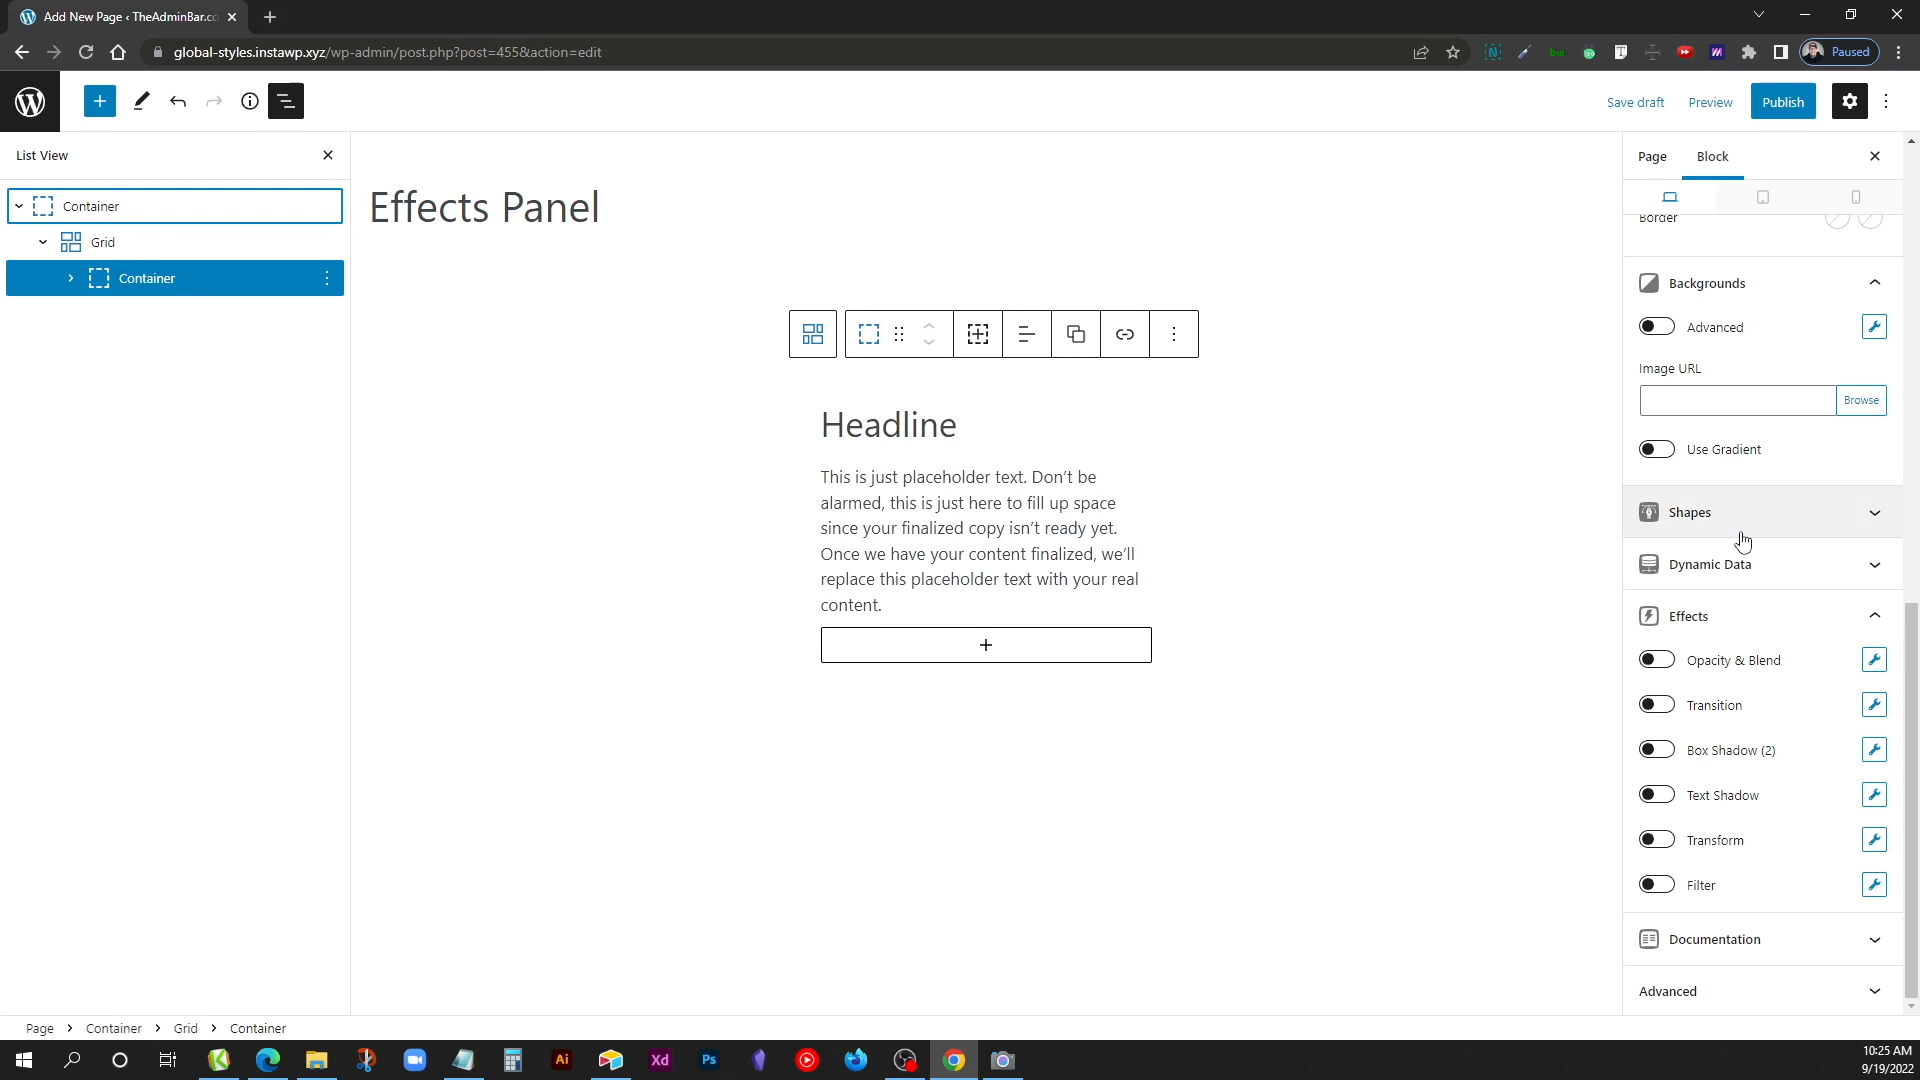 Add New Page ‹ TheAdminBar.co
global-styles.instawp.xyz/wp-admin/post.php?post=455&action=edit
Paused
Save draft
Preview
Publish
List View
Container
Grid
Container
Effects Panel
Headline
This is just placeholder text. Don't be
alarmed, this is just here to fill up space
since your finalized copy isn't ready yet.
Once we have your content finalized, we'll
replace this placeholder text with your real
content.
Page
Block
Border
Backgrounds
Advanced
Image URL
Browse
Use Gradient
Shapes
Dynamic Data
Effects
Opacity & Blend
Transition
Box Shadow (2)
Text Shadow
Transform
Filter
Documentation
Advanced
Page > Container > Grid > Container
Ai
Xd
Ps
10:25 AM
9/19/2022